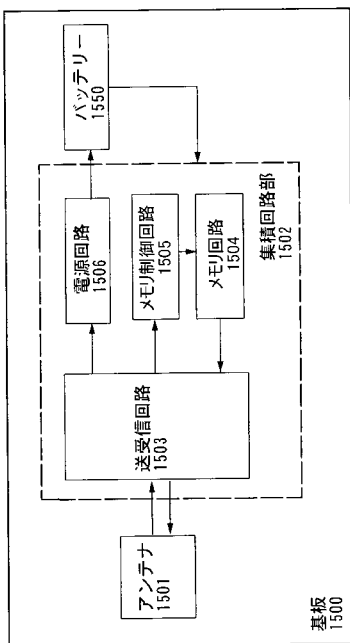 基板
1500
アンテナ
1501
送受信回路
1503
電源回路
1506
メモリ制御回路
1505
メモリ回路
1504
集積回路部
1502
バッテリー
1550